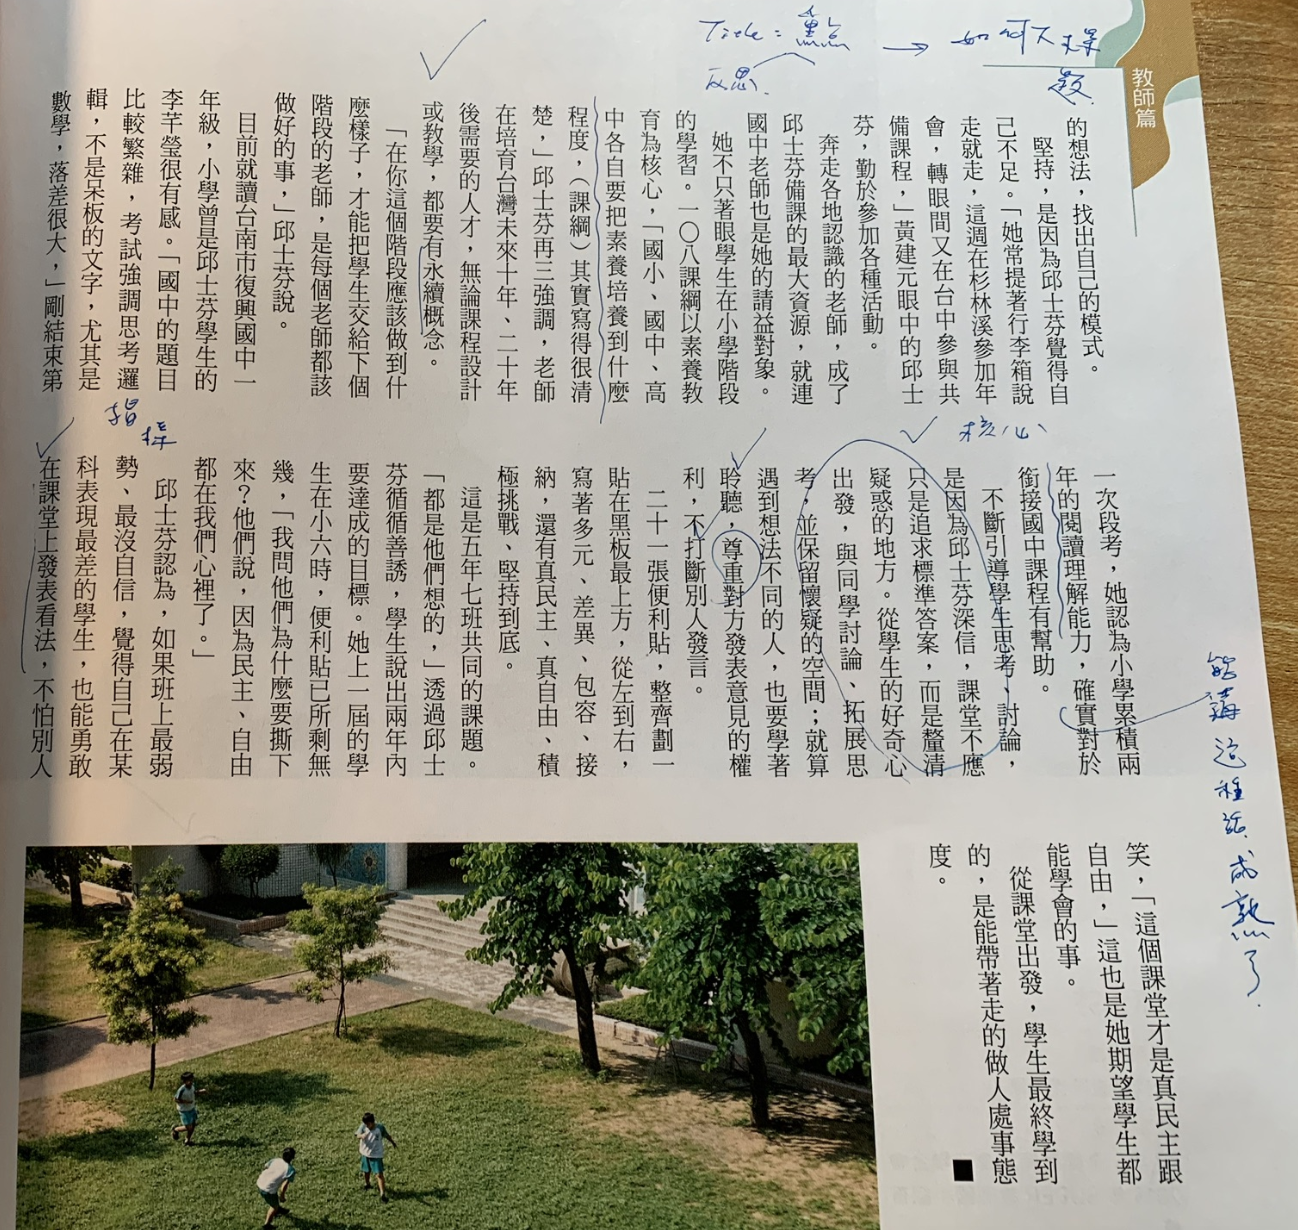 教師篇
Title：重點
反思
→ 如何
的想法，找出自己的模式。
堅持，是因為邱士芬覺得自
己不足。「她常提著行李箱說
走就走，這週在杉林溪參加年
會，轉眼間又在台中參與共
備課程，」黃建元眼中的邱士
芬，勤於參加各種活動。
奔走各地認識的老師，成了
邱士芬備課的最大資源，就連
國中老師也是她的請益對象。
她不只著眼學生在小學階段
的學習。一〇八課綱以素養教
育為核心，「國小、國中、高
中各自要把素養培養到什麼
程度，（課綱）其實寫得很清
楚，」邱士芬再三強調，老師
在培育台灣未來十年、二十年
後需要的人才，無論課程設計
或教學，都要有永續概念。
「在你這個階段應該做到什
麼樣子，才能把學生交給下個
階段的老師，是每個老師都該
做好的事，」邱士芬說。
目前就讀台南市復興國中一
年級，小學曾是邱士芬學生的
李芊瑩很有感。「國中的題目
比較繁雜，考試強調思考邏
輯，不是呆板的文字，尤其是
數學，落差很大，」剛結束第
一次段考，她認為小學累積兩
年的閱讀理解能力，確實對於
銜接國中課程有幫助。
不斷引導學生思考、討論，
是因為邱士芬深信，課堂不應
只是追求標準答案，而是釐清
疑惑的地方。從學生的好奇心
出發，與同學討論、拓展思
考，並保留懷疑的空間；就算
遇到想法不同的人，也要學著
聆聽，尊重對方發表意見的權
利，不打斷別人發言。
二十一張便利貼，整齊劃一
貼在黑板最上方，從左到右，
寫著多元、差異、包容、接
納，還有真民主、真自由、積
極挑戰、堅持到底。
這是五年七班共同的課題。
「都是他們想的，」透過邱士
芬循循善誘，學生說出兩年內
要達成的目標。她上一屆的學
生在小六時，便利貼已所剩無
幾，「我問他們為什麼要撕下
來？他們說，因為民主、自由
都在我們心裡了。」
邱士芬認為，如果班上最弱
勢、最沒自信，覺得自己在某
科表現最差的學生，也能勇敢
在課堂上發表看法，不怕別人
笑，「這個課堂才是真民主跟
自由，」這也是她期望學生都
能學會的事。
從課堂出發，學生最終學到
的，是能帶著走的做人處事態
度。
核心
能講這種話、成熟了